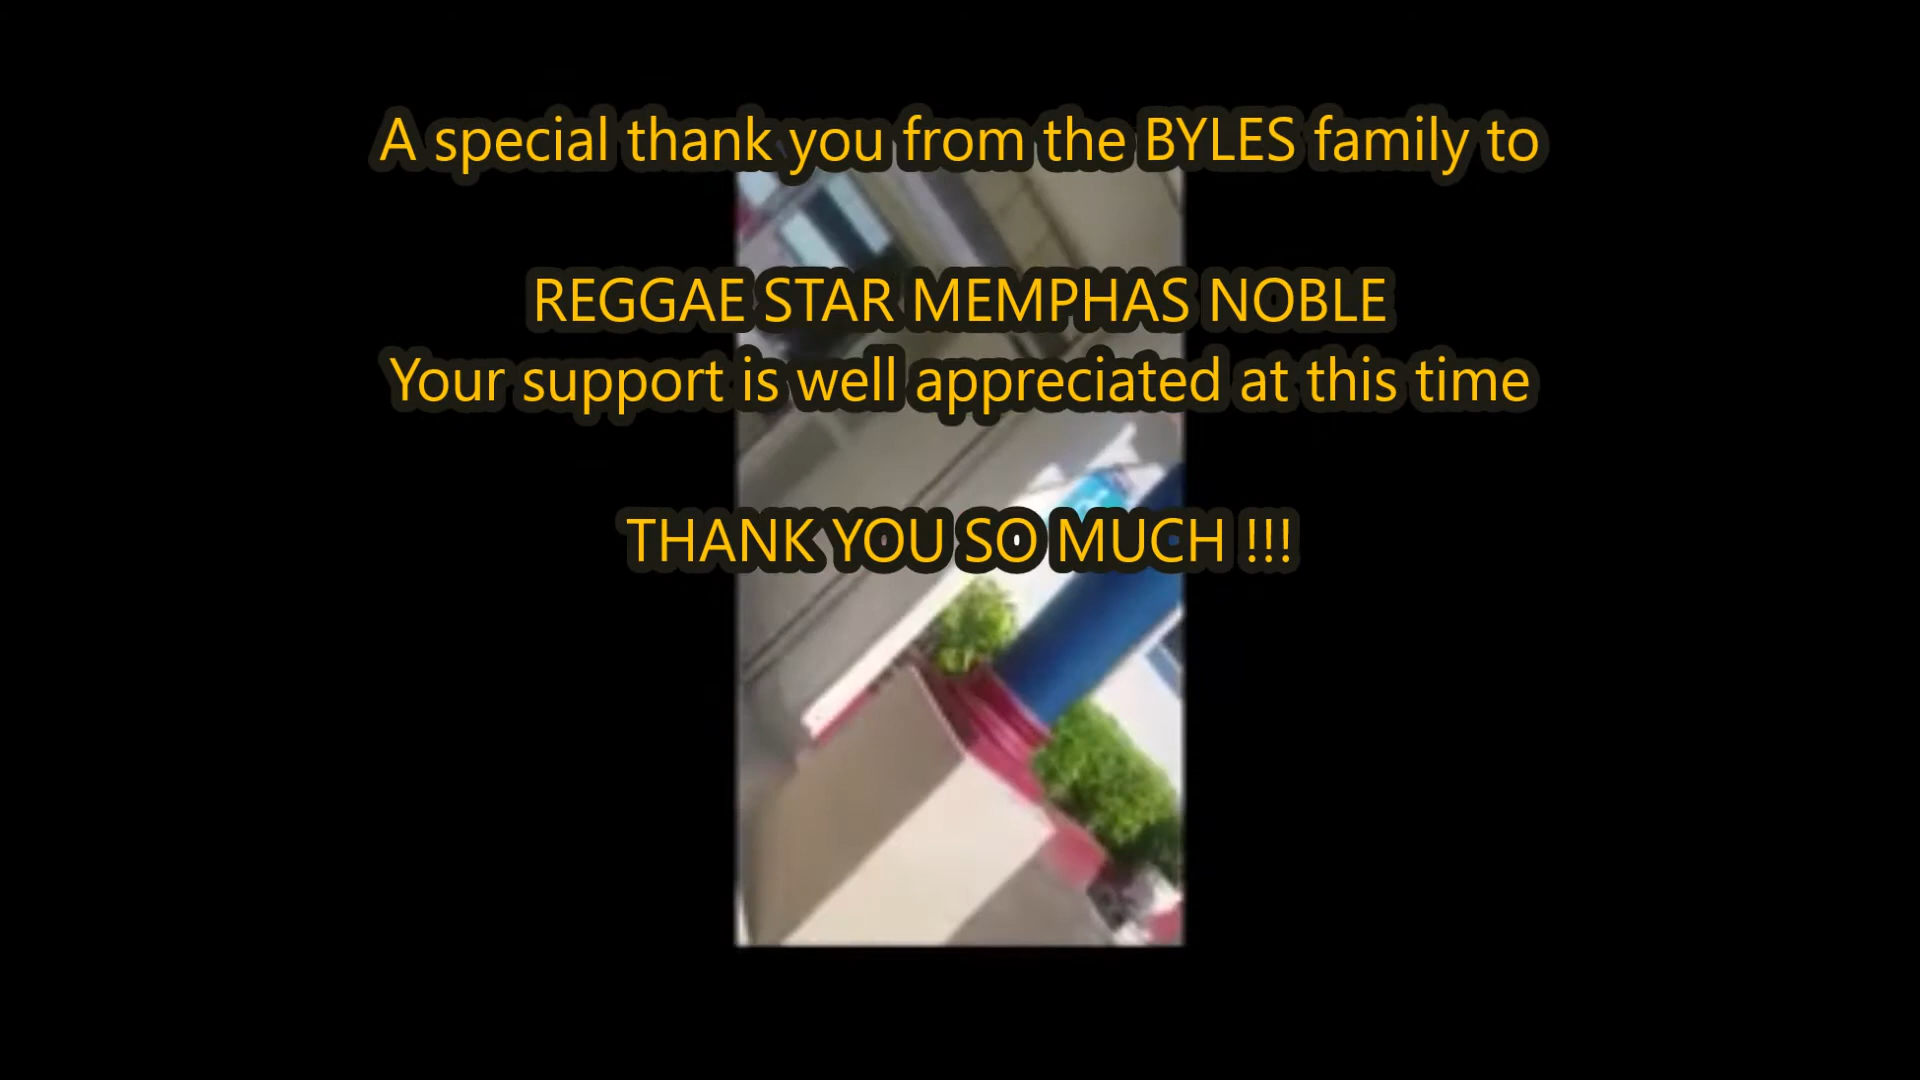 A special thank you from the BYLES family to
REGGAE STAR MEMPHAS NOBLE
Your support is well appreciated at this time
THANK YOU SO MUCH !!!